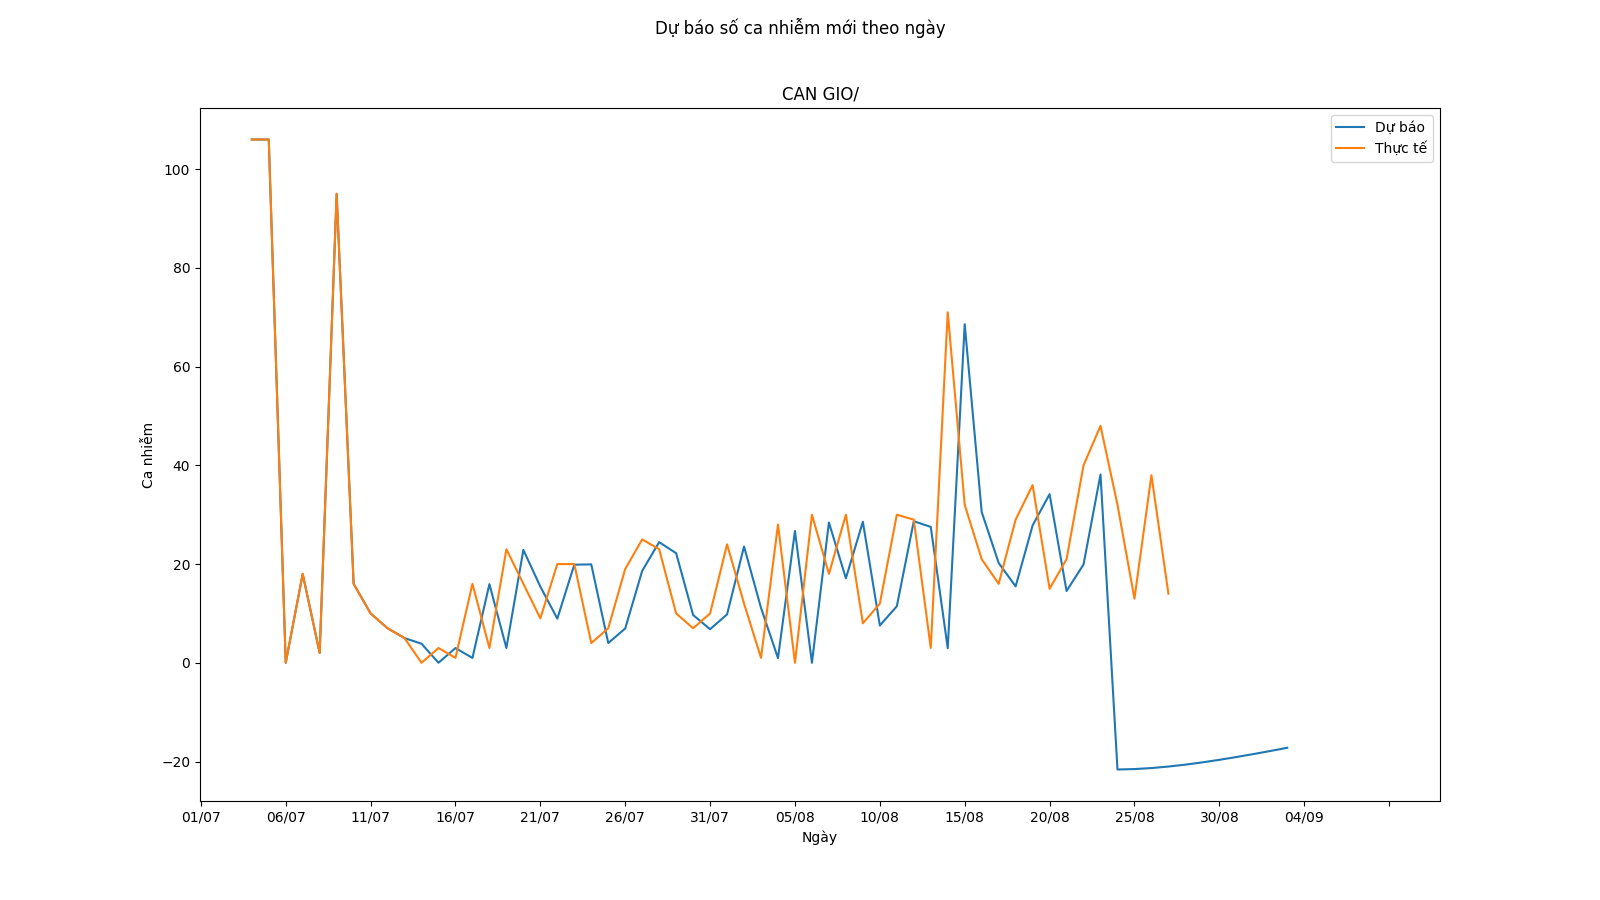 Dự báo số ca nhiễm mới theo ngày
CAN GIO/
Dự báo
Thực tế
100
80
60
40
20
0
−20
Ca nhiễm
01/07 06/07 11/07 16/07 21/07 26/07 31/07 05/08 10/08 15/08 20/08 25/08 30/08 04/09
Ngày